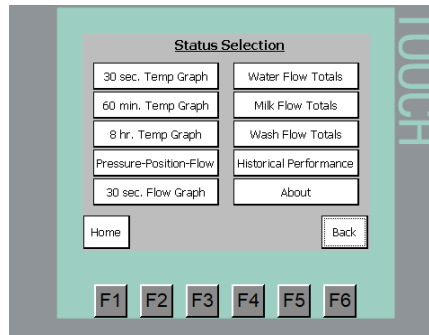 Status Selection
30 sec. Temp Graph
60 min. Temp Graph
8 hr. Temp Graph
Pressure-Position-Flow
30 sec. Flow Graph
Water Flow Totals
Milk Flow Totals
Wash Flow Totals
Historical Performance
About
Home
Back
F1 F2 F3 F4 F5 F6
TOUCH